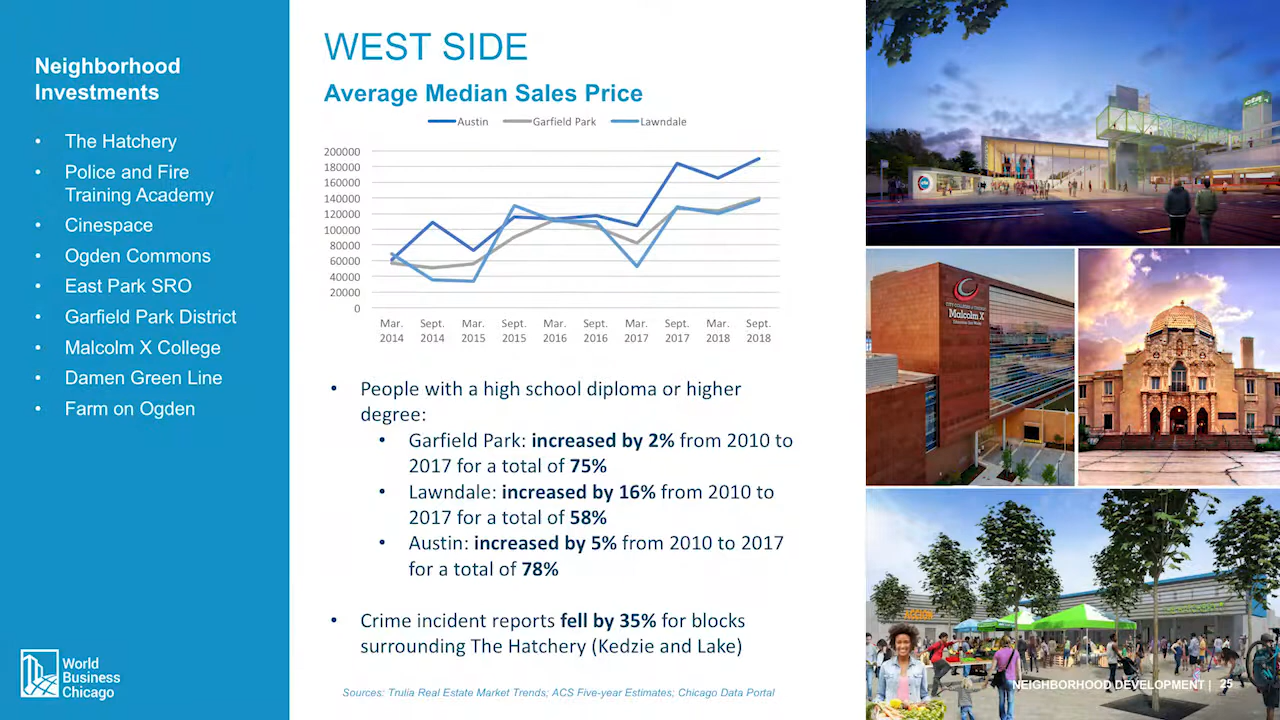 Neighborhood
Investments
• The Hatchery
• Police and Fire
Training Academy
• Cinespace
• Ogden Commons
• East Park SRO
• Garfield Park District
• Malcolm X College
• Damen Green Line
• Farm on Ogden
World
Business
Chicago
WEST SIDE
Average Median Sales Price
Austin Garfield Park Lawndale
200000
180000
160000
140000
120000
100000
80000
60000
40000
20000
0
Mar. Sept. Mar. Sept. Mar. Sept. Mar. Sept. Mar. Sept.
2014 2014 2015 2015 2016 2016 2017 2017 2018 2018
• People with a high school diploma or higher
degree:
• Garfield Park: increased by 2% from 2010 to
2017 for a total of 75%
• Lawndale: increased by 16% from 2010 to
2017 for a total of 58%
• Austin: increased by 5% from 2010 to 2017
for a total of 78%
• Crime incident reports fell by 35% for blocks
surrounding The Hatchery (Kedzie and Lake)
Sources: Trulia Real Estate Market Trends; ACS Five-year Estimates; Chicago Data Portal
Malcolm X
ACCION
NEIGHBORHOOD DEVELOPMENT | 25